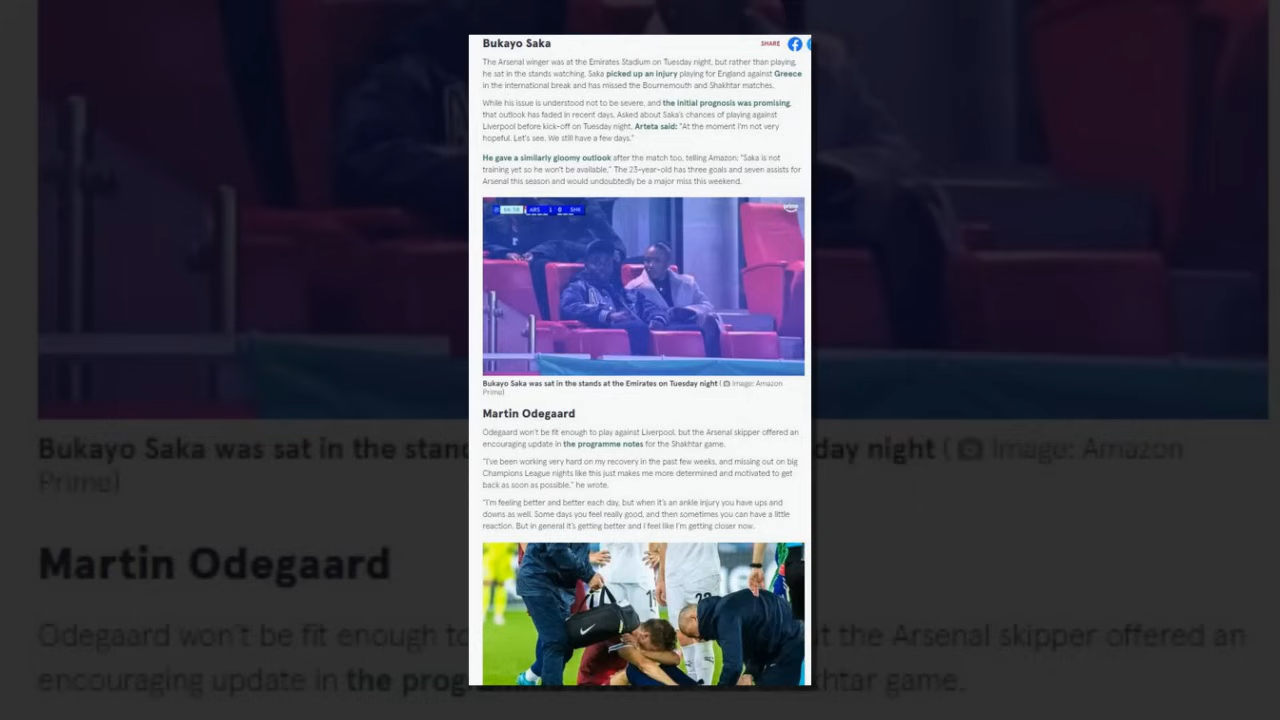 Bukayo Saka
SHARE
The Arsenal winger was at the Emirates Stadium on Tuesday night, but rather than playing,
he sat in the stands watching. Saka picked up an injury playing for England against Greece
in the international break and has missed the Bournemouth and Shakhtar matches.
While his issue is understood not to be severe, and the initial prognosis was promising,
that outlook has faded in recent days. Asked about Saka's chances of playing against
Liverpool before kick-off on Tuesday night, Arteta said: "At the moment I'm not very
hopeful. Let's see. We still have a few days."
He gave a similarly gloomy outlook after the match too, telling Amazon: "Saka is not
training yet so he won't be available." The 23-year-old has three goals and seven assists for
Arsenal this season and would undoubtedly be a major miss this weekend.
ARS 1 0 SHK
prime
Bukayo Saka was sat in the stands at the Emirates on Tuesday night ( Image: Amazon
Prime)
Martin Odegaard
Odegaard won't be fit enough to play against Liverpool, but the Arsenal skipper offered an
encouraging update in the programme notes for the Shakhtar game.
"I've been working very hard on my recovery in the past few weeks, and missing out on big
Champions League nights like this just makes me more determined and motivated to get
back as soon as possible," he wrote.
"I'm feeling better and better each day, but when it's an ankle injury you have ups and
downs as well. Some days you feel really good, and then sometimes you can have a little
reaction. But in general it's getting better and I feel like I'm getting closer now.
Bukayo Saka was sat in the stand
day night ( Image: Amazon
Prime)
Martin Odegaard
Odegaard won't be fit enough to
t the Arsenal skipper offered an
encouraging update in the prog
khtar game.